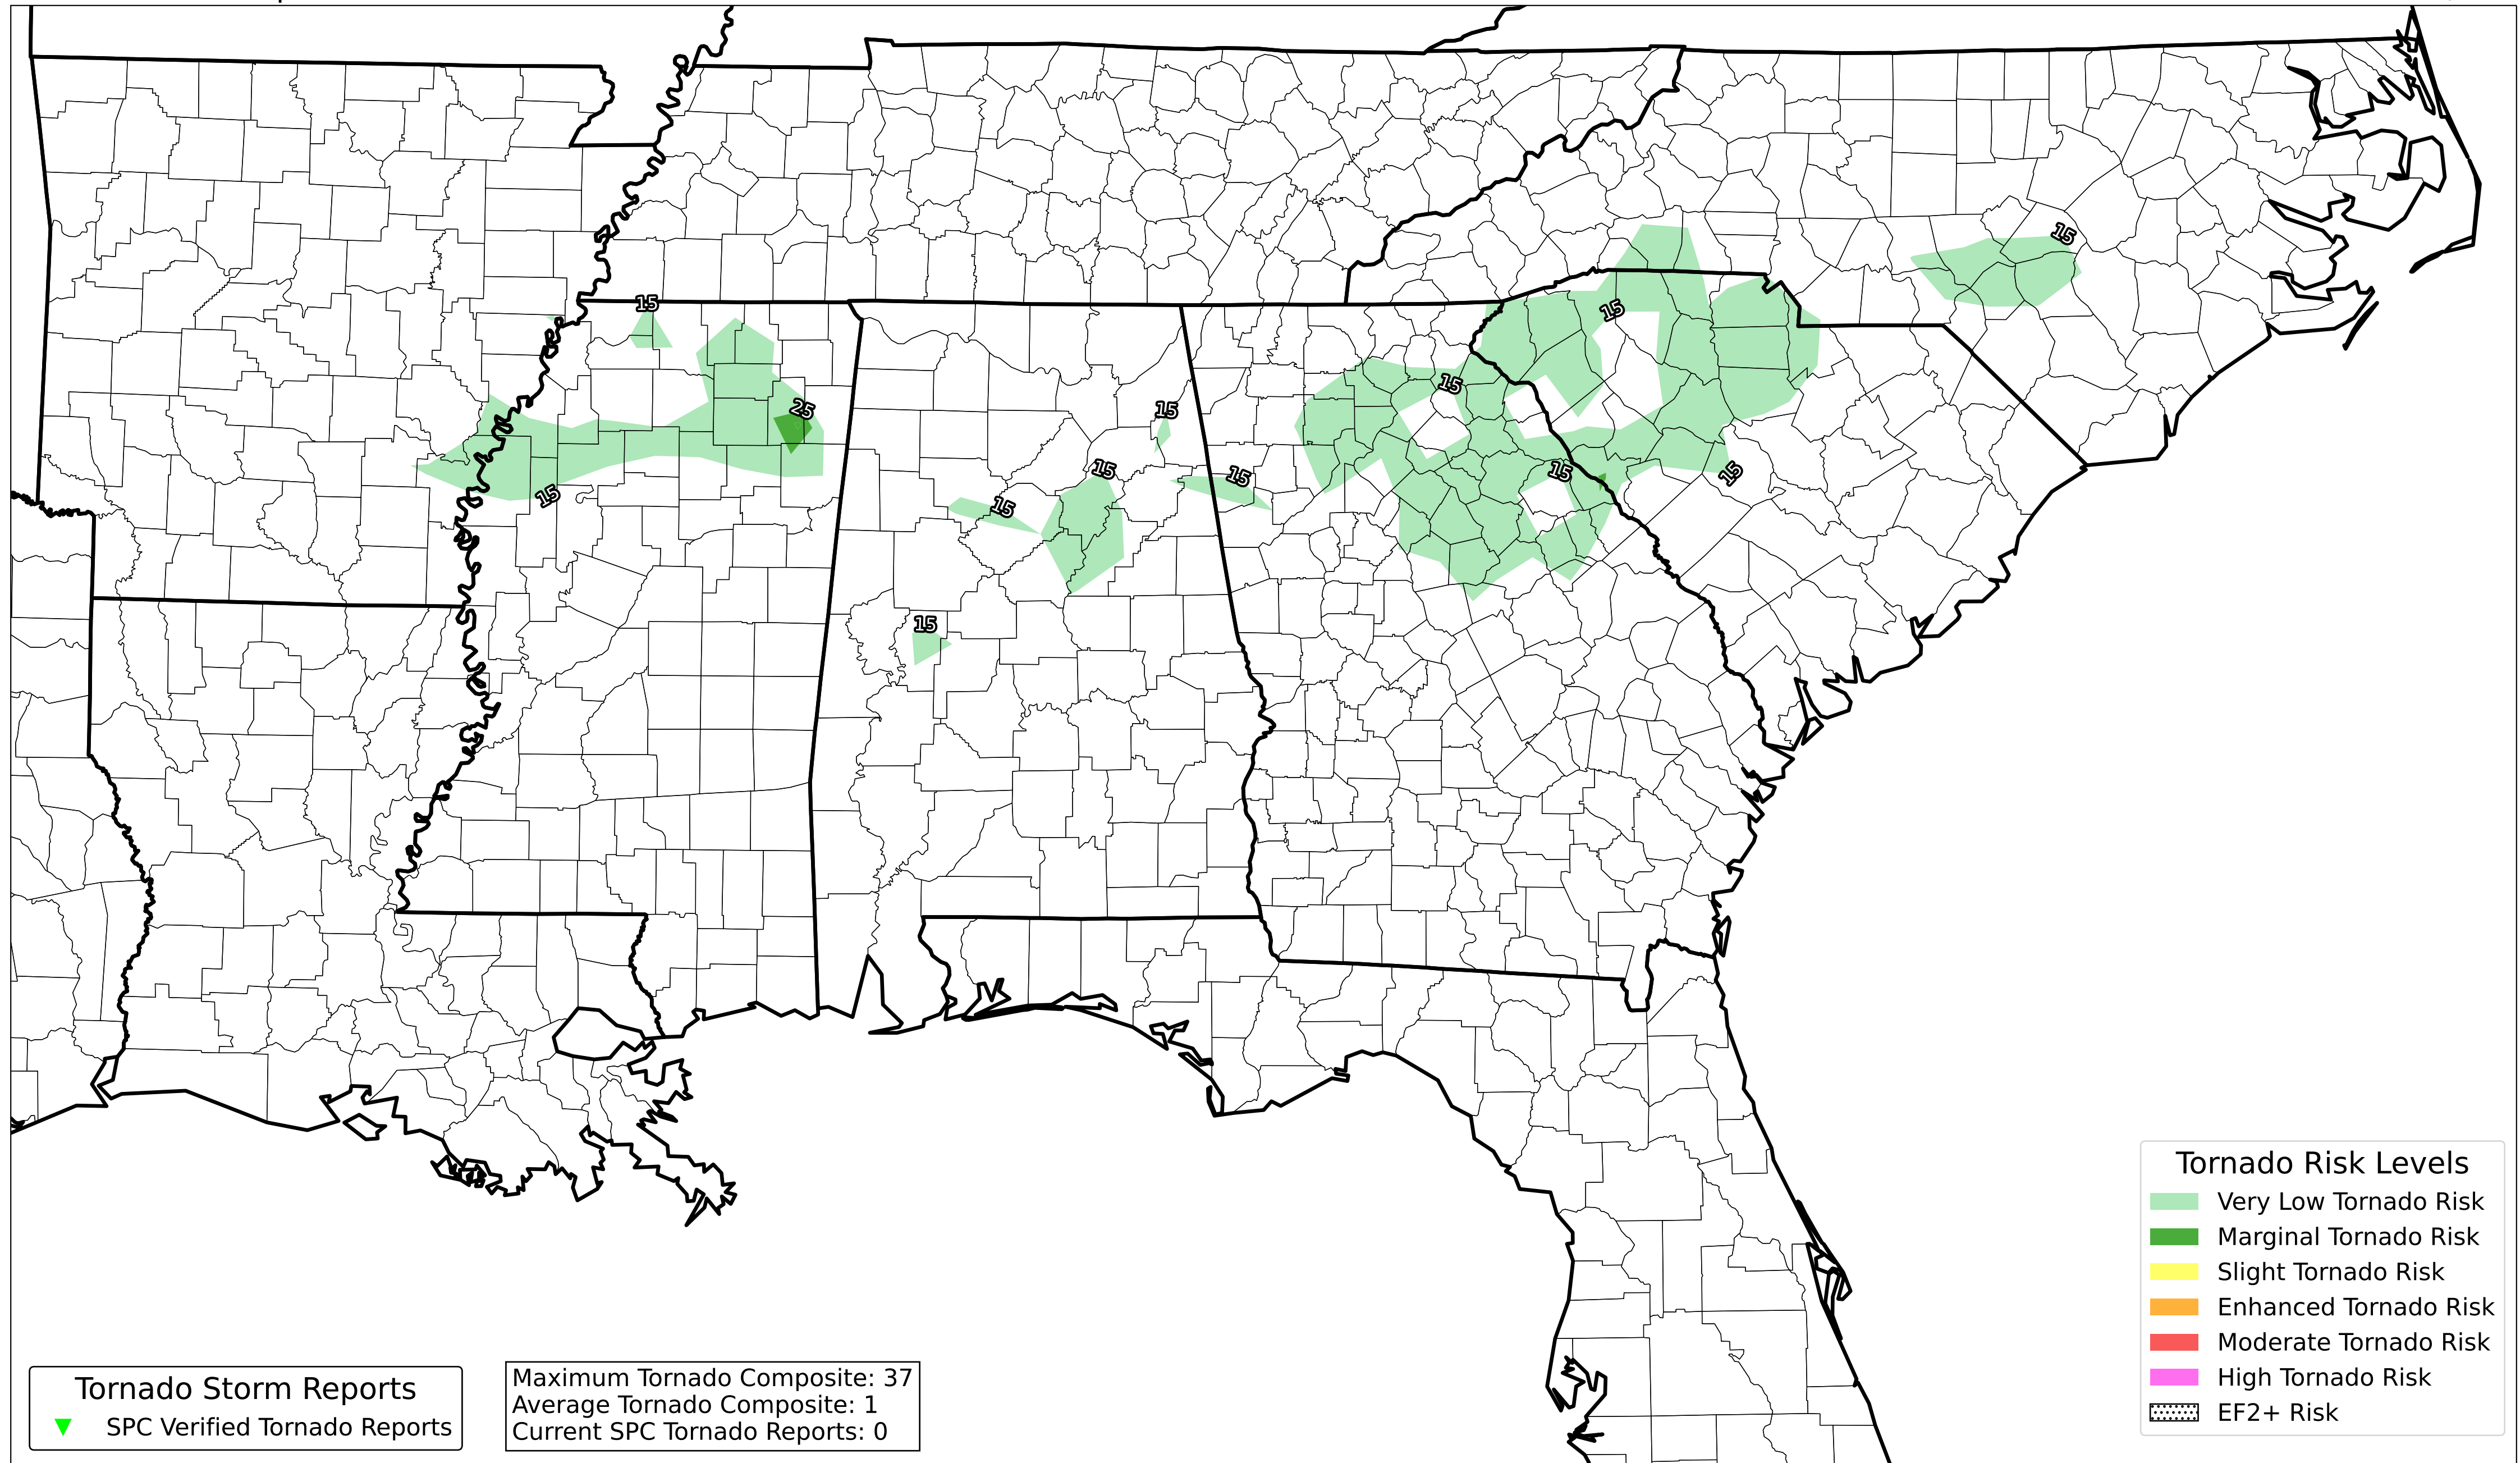 15
15
15
15
25
15
15
15
15
15
15
15
15
15
Tornado Risk Levels
Very Low Tornado Risk
Marginal Tornado Risk
Slight Tornado Risk
Enhanced Tornado Risk
Moderate Tornado Risk
High Tornado Risk
EF2+ Risk
Tornado Storm Reports
SPC Verified Tornado Reports
Maximum Tornado Composite: 37
Average Tornado Composite: 1
Current SPC Tornado Reports: 0